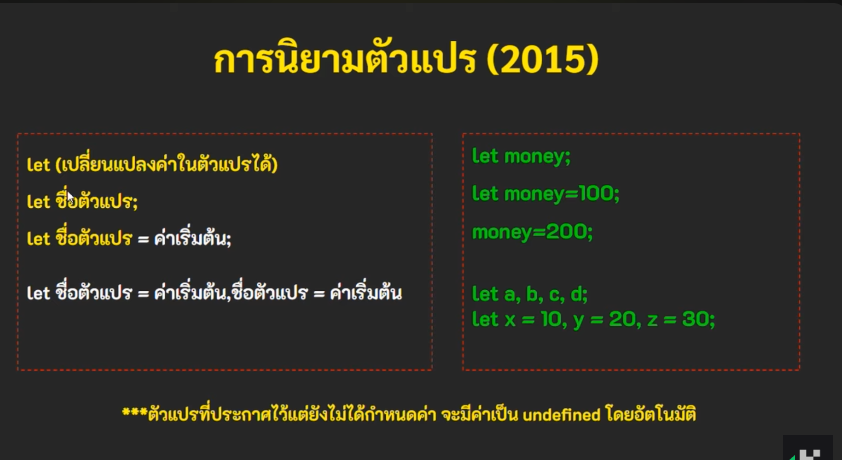 การนิยามตัวแปร (2015)
let (เปลี่ยนแปลงค่าในตัวแปรได้)
let ชื่อตัวแปร;
let ชื่อตัวแปร = ค่าเริ่มต้น;
let ชื่อตัวแปร = ค่าเริ่มต้น,ชื่อตัวแปร = ค่าเริ่มต้น
let money;
let money=100;
money=200;
let a, b, c, d;
let x = 10, y = 20, z = 30;
***ตัวแปรที่ประกาศไว้แต่ยังไม่ได้กำหนดค่า จะมีค่าเป็น undefined โดยอัตโนมัติ